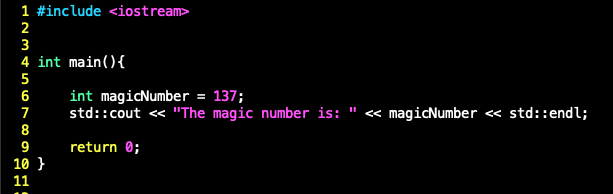 1 #include <iostream>
2
3
4 int main(){
5
6     int magicNumber = 137;
7     std::cout << "The magic number is: " << magicNumber << std::endl;
8
9     return 0;
10 }
11